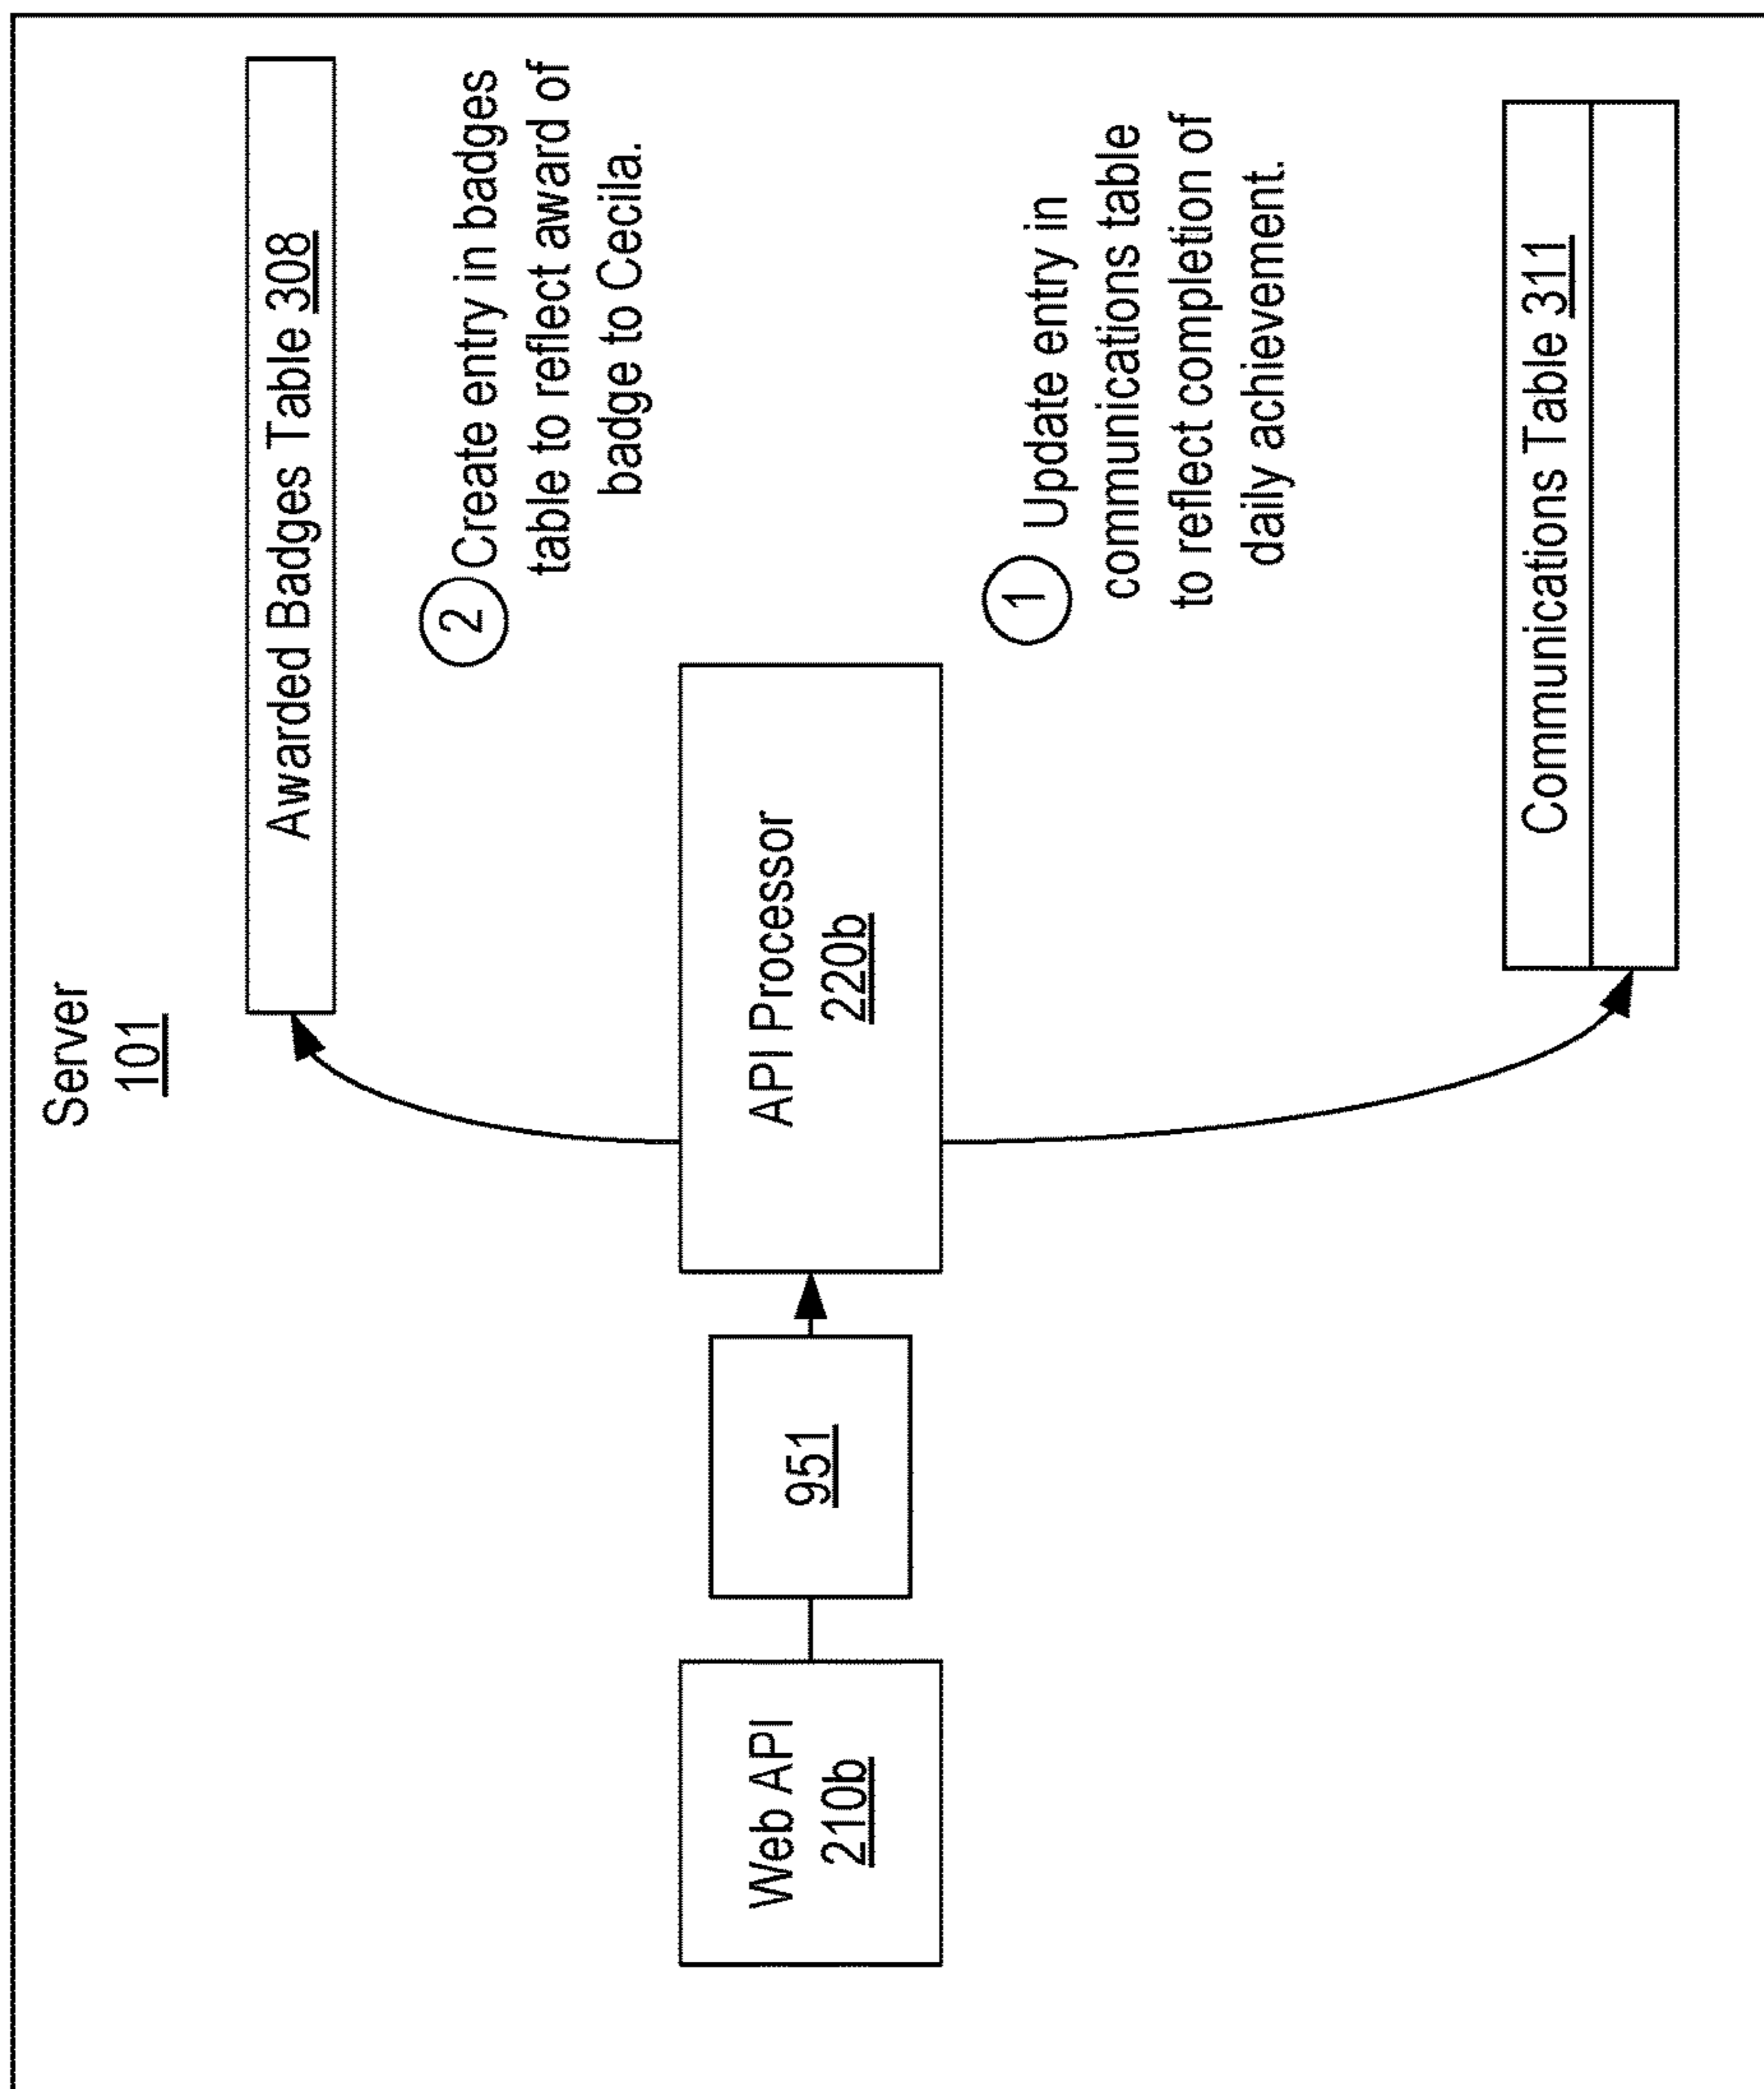 Server
101
Awarded Badges Table 308
2 Create entry in badges
table to reflect award of
badge to Cecila.
Web API
210b
951
API Processor
220b
1 Update entry in
communications table
to reflect completion of
daily achievement.
Communications Table 311